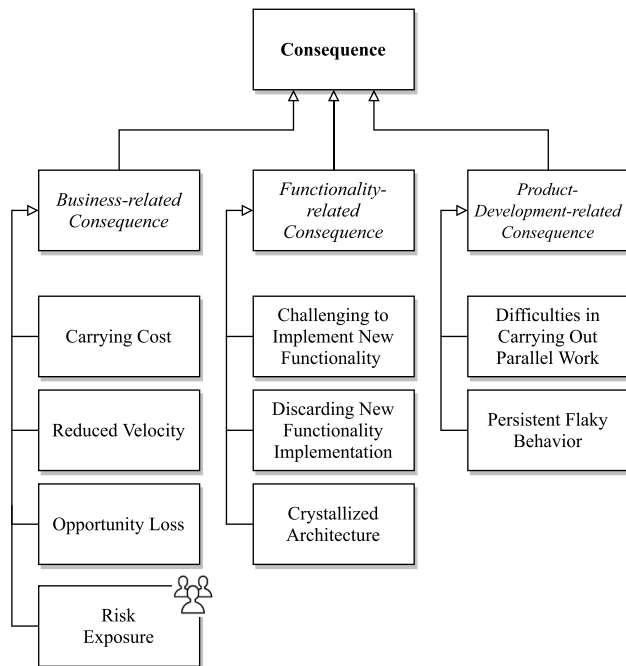 Consequence
Business-related
Consequence
Functionality-
related
Consequence
Product-
Development-related
Consequence
Carrying Cost
Challenging to
Implement New
Functionality
Difficulties in
Carrying Out
Parallel Work
Reduced Velocity
Discarding New
Functionality
Implementation
Persistent Flaky
Behavior
Opportunity Loss
Crystallized
Architecture
Risk
Exposure